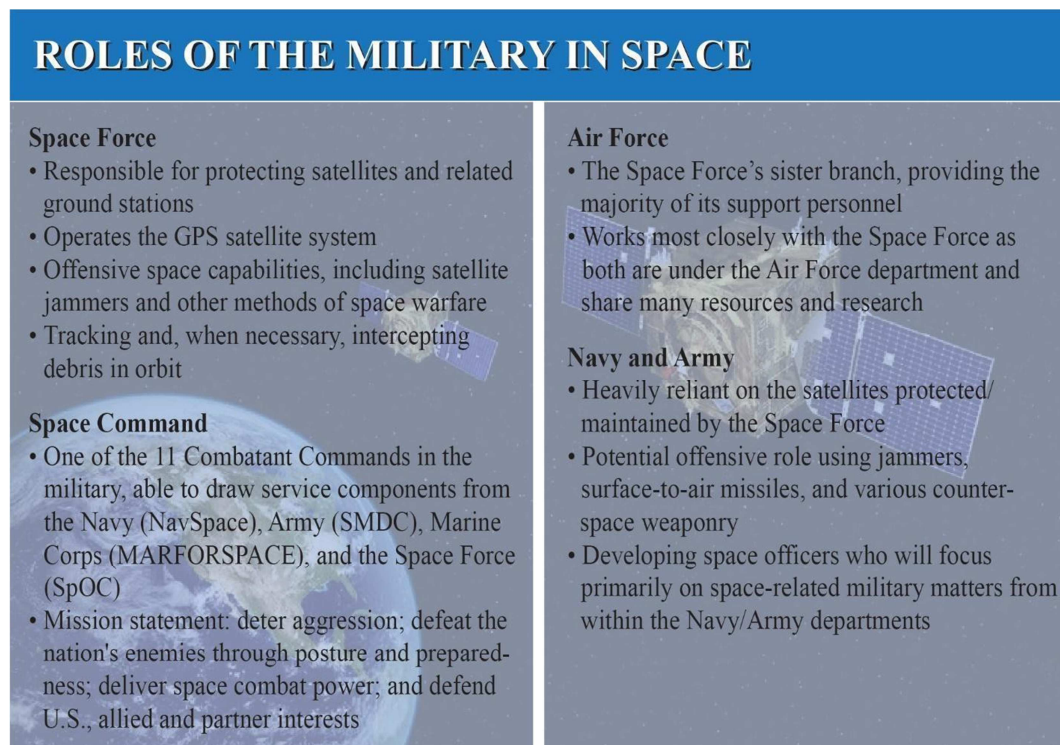 ROLES OF THE MILITARY IN SPACE
Space Force
• Responsible for protecting satellites and related
ground stations
• Operates the GPS satellite system
• Offensive space capabilities, including satellite
jammers and other methods of space warfare
• Tracking and, when necessary, intercepting
debris in orbit
Space Command
• One of the 11 Combatant Commands in the
military, able to draw service components from
the Navy (NavSpace), Army (SMDC), Marine
Corps (MARFORSPACE), and the Space Force
(SpOC)
• Mission statement: deter aggression; defeat the
nation's enemies through posture and prepared-
ness; deliver space combat power; and defend
U.S., allied and partner interests
Air Force
• The Space Force’s sister branch, providing the
majority of its support personnel
• Works most closely with the Space Force as
both are under the Air Force department and
share many resources and research
Navy and Army
• Heavily reliant on the satellites protected/
maintained by the Space Force
• Potential offensive role using jammers,
surface-to-air missiles, and various counter-
space weaponry
• Developing space officers who will focus
primarily on space-related military matters from
within the Navy/Army departments